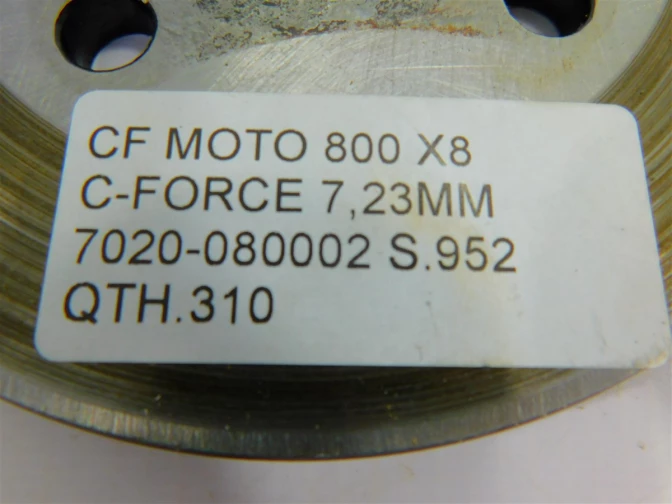 CF MOTO 800 X8
C-FORCE 7,23MM
7020-080002 S.952
QTH.310